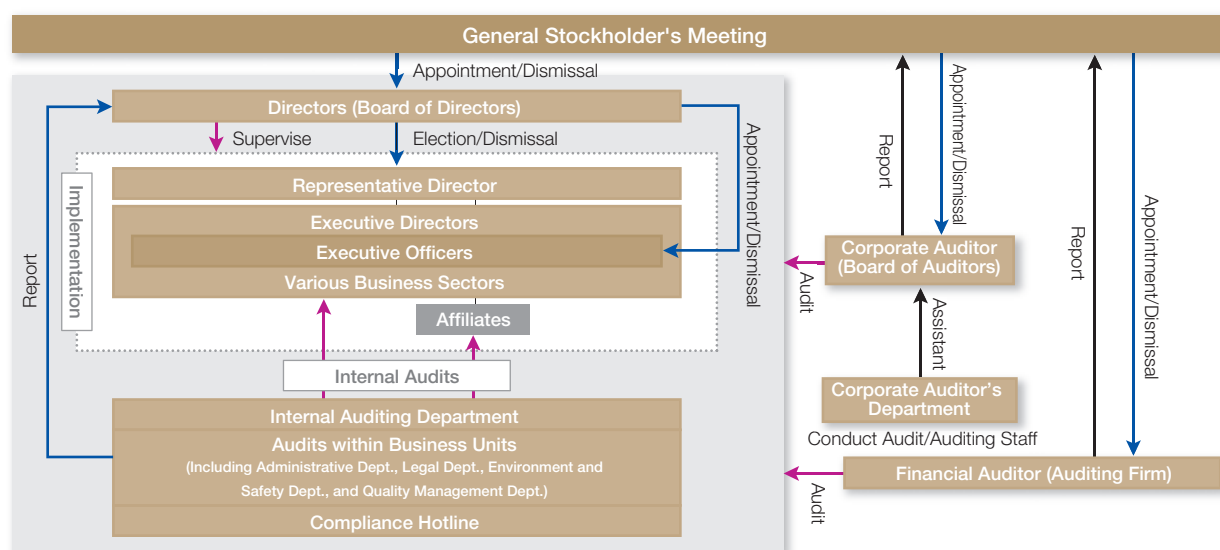 General Stockholder's Meeting
Appointment/Dismissal
Directors (Board of Directors)
Supervise
Election/Dismissal
Appointment/Dismissal
Report
Implementation
Representative Director
Executive Directors
Executive Officers
Various Business Sectors
Affiliates
Internal Audits
Internal Auditing Department
Audits within Business Units
(Including Administrative Dept., Legal Dept., Environment and
Safety Dept., and Quality Management Dept.)
Compliance Hotline
Report
Appointment/Dismissal
Corporate Auditor
(Board of Auditors)
Audit
Assistant
Corporate Auditor's
Department
Conduct Audit/Auditing Staff
Report
Appointment/Dismissal
Financial Auditor (Auditing Firm)
Audit